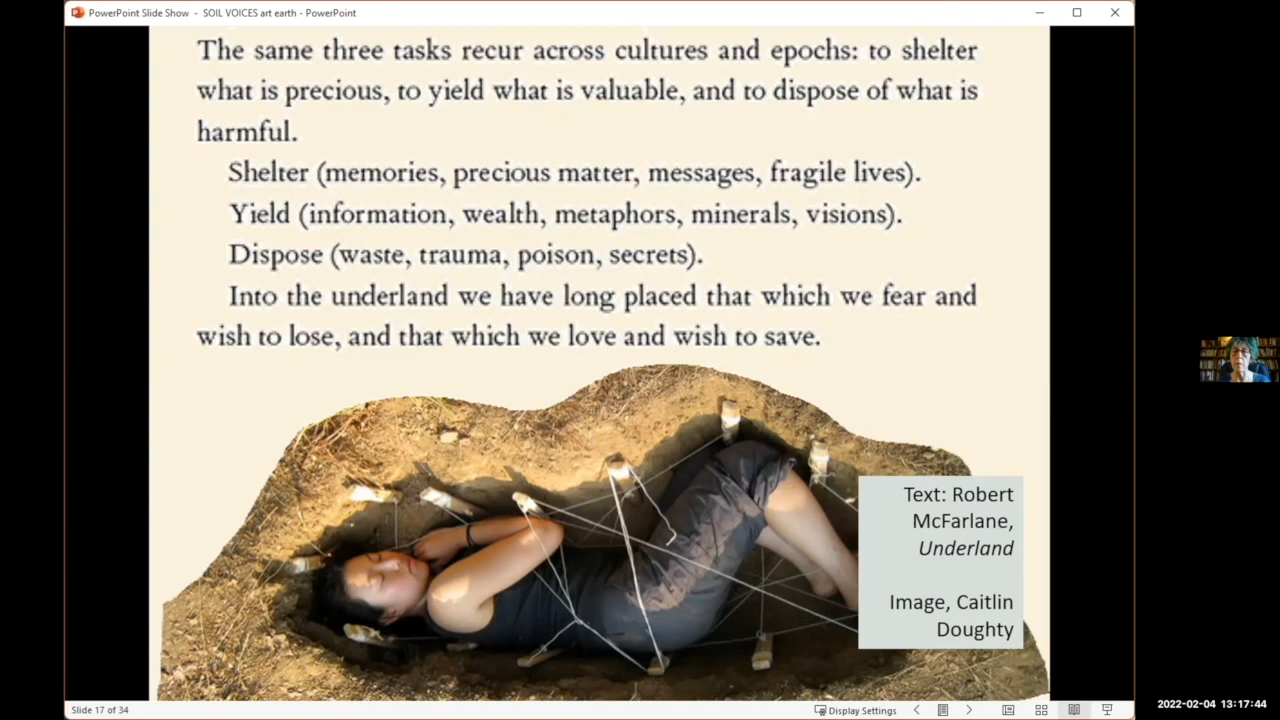 PowerPoint Slide Show - SOIL VOICES art earth - PowerPoint
The same three tasks recur across cultures and epochs: to shelter
what is precious, to yield what is valuable, and to dispose of what is
harmful.
Shelter (memories, precious matter, messages, fragile lives).
Yield (information, wealth, metaphors, minerals, visions).
Dispose (waste, trauma, poison, secrets).
Into the underland we have long placed that which we fear and
wish to lose, and that which we love and wish to save.
Text: Robert
McFarlane,
Underland
Image, Caitlin
Doughty
Slide 17 of 34
Display Settings
2022-02-04 13:17:44